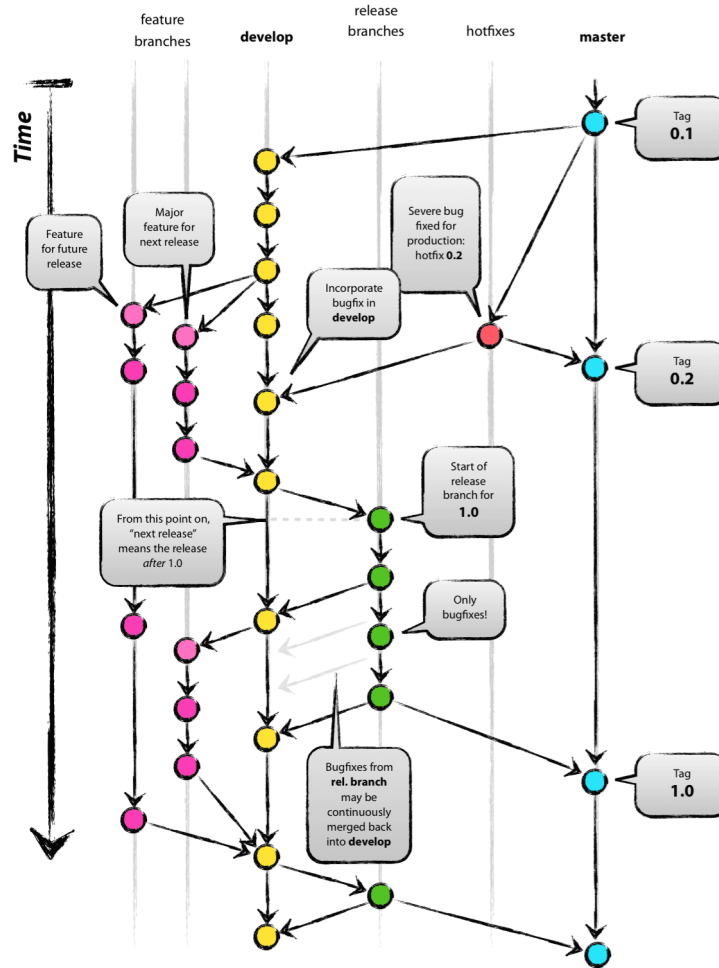 feature
branches
develop
release
branches
hotfixes
master
Time
Tag
0.1
Major
feature for
next release
Severe bug
fixed for
production:
hotfix 0.2
Feature
for future
release
Incorporate
bugfix in
develop
Tag
0.2
Start of
release
branch for
1.0
From this point on,
“next release”
means the release
after 1.0
Only
bugfixes!
Bugfixes from
rel. branch
may be
continuously
merged back
into develop
Tag
1.0